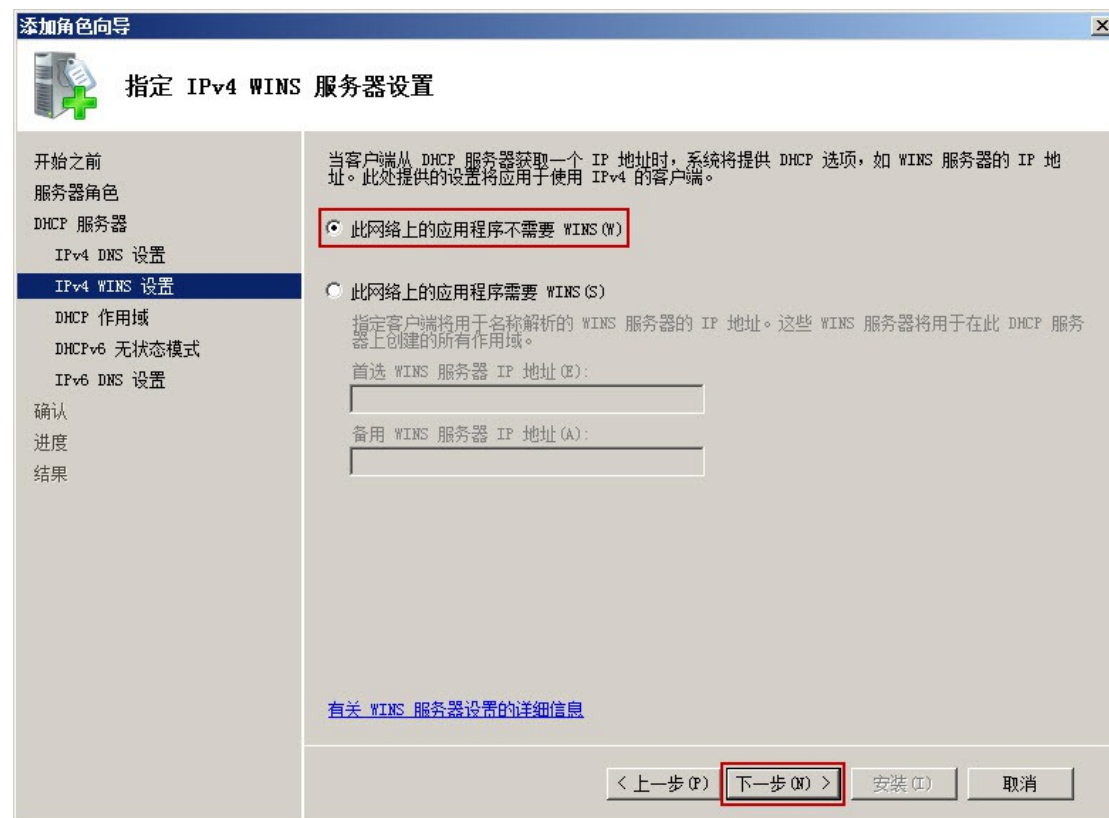 添加角色向导
指定 IPv4 WINS 服务器设置
开始之前
服务器角色
DHCP 服务器
IPv4 DNS 设置
IPv4 WINS 设置
DHCP 作用域
DHCPv6 无状态模式
IPv6 DNS 设置
确认
进度
结果
当客户端从 DHCP 服务器获取一个 IP 地址时，系统将提供 DHCP 选项，如 WINS 服务器的 IP 地
址。此处提供的设置将应用于使用 IPv4 的客户端。
此网络上的应用程序不需要 WINS(W)
此网络上的应用程序需要 WINS(S)
指定客户端将用于名称解析的 WINS 服务器的 IP 地址。这些 WINS 服务器将用于在此 DHCP 服务
器上创建的所有作用域。
首选 WINS 服务器 IP 地址(E):
备用 WINS 服务器 IP 地址(A):
有关 WINS 服务器设置的详细信息
< 上一步(P) 下一步(N) > 安装(I) 取消